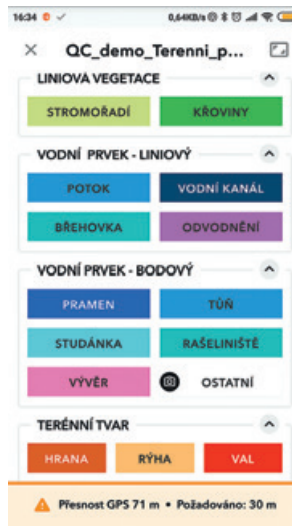 16:34 0,64KB/s
QC_demo_Terenni_p...
LINIOVÁ VEGETACE
STROMOŘADÍ KŘOVINY
VODNÍ PRVEK - LINIOVÝ
POTOK VODNÍ KANÁL
BŘEHOVKA ODVODNĚNÍ
VODNÍ PRVEK - BODOVÝ
PRAMEN TŮŇ
STUDÁNKA RAŠELINIŠTĚ
VÝVĚR OSTATNÍ
TERÉNNÍ TVAR
HRANA RÝHA VAL
Přesnost GPS 71 m • Požadováno: 30 m